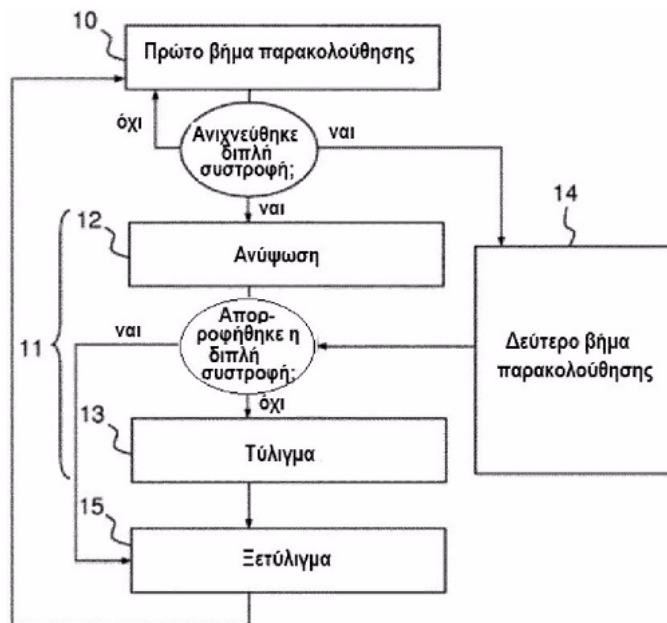 10
Πρώτο βήμα παρακολούθησης
όχι
Ανιχνεύθηκε
διπλή
συστροφή;
ναι
ναι
14
12
Ανύψωση
11
ναι
Απορ-
ροφήθηκε η
διπλή
συστροφή;
Δεύτερο βήμα
παρακολούθησης
όχι
13
Τύλιγμα
15
Ξετύλιγμα